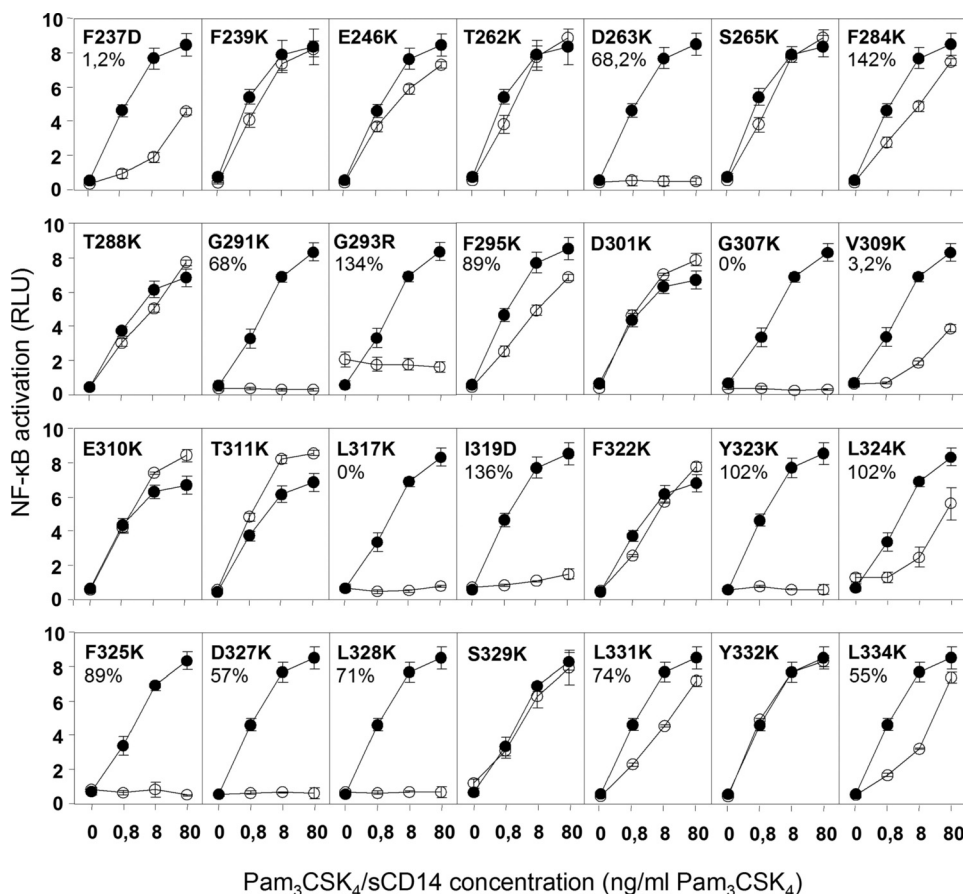 NF-κB activation (RLU)
10
8
6
4
2
0
F237D
1,2%
F239K
E246K
T262K
D263K
68,2%
S265K
F284K
142%
10
8
6
4
2
0
T288K
G291K
68%
G293R
134%
F295K
89%
D301K
G307K
0%
V309K
3,2%
10
8
6
4
2
0
E310K
T311K
L317K
0%
I319D
136%
F322K
Y323K
102%
L324K
102%
10
8
6
4
2
0
F325K
89%
D327K
57%
L328K
71%
S329K
L331K
74%
Y332K
L334K
55%
0 0,8 8 80 0 0,8 8 80 0 0,8 8 80 0 0,8 8 80 0 0,8 8 80 0 0,8 8 80 0 0,8 8 80
Pam₃CSK₄/sCD14 concentration (ng/ml Pam₃CSK₄)